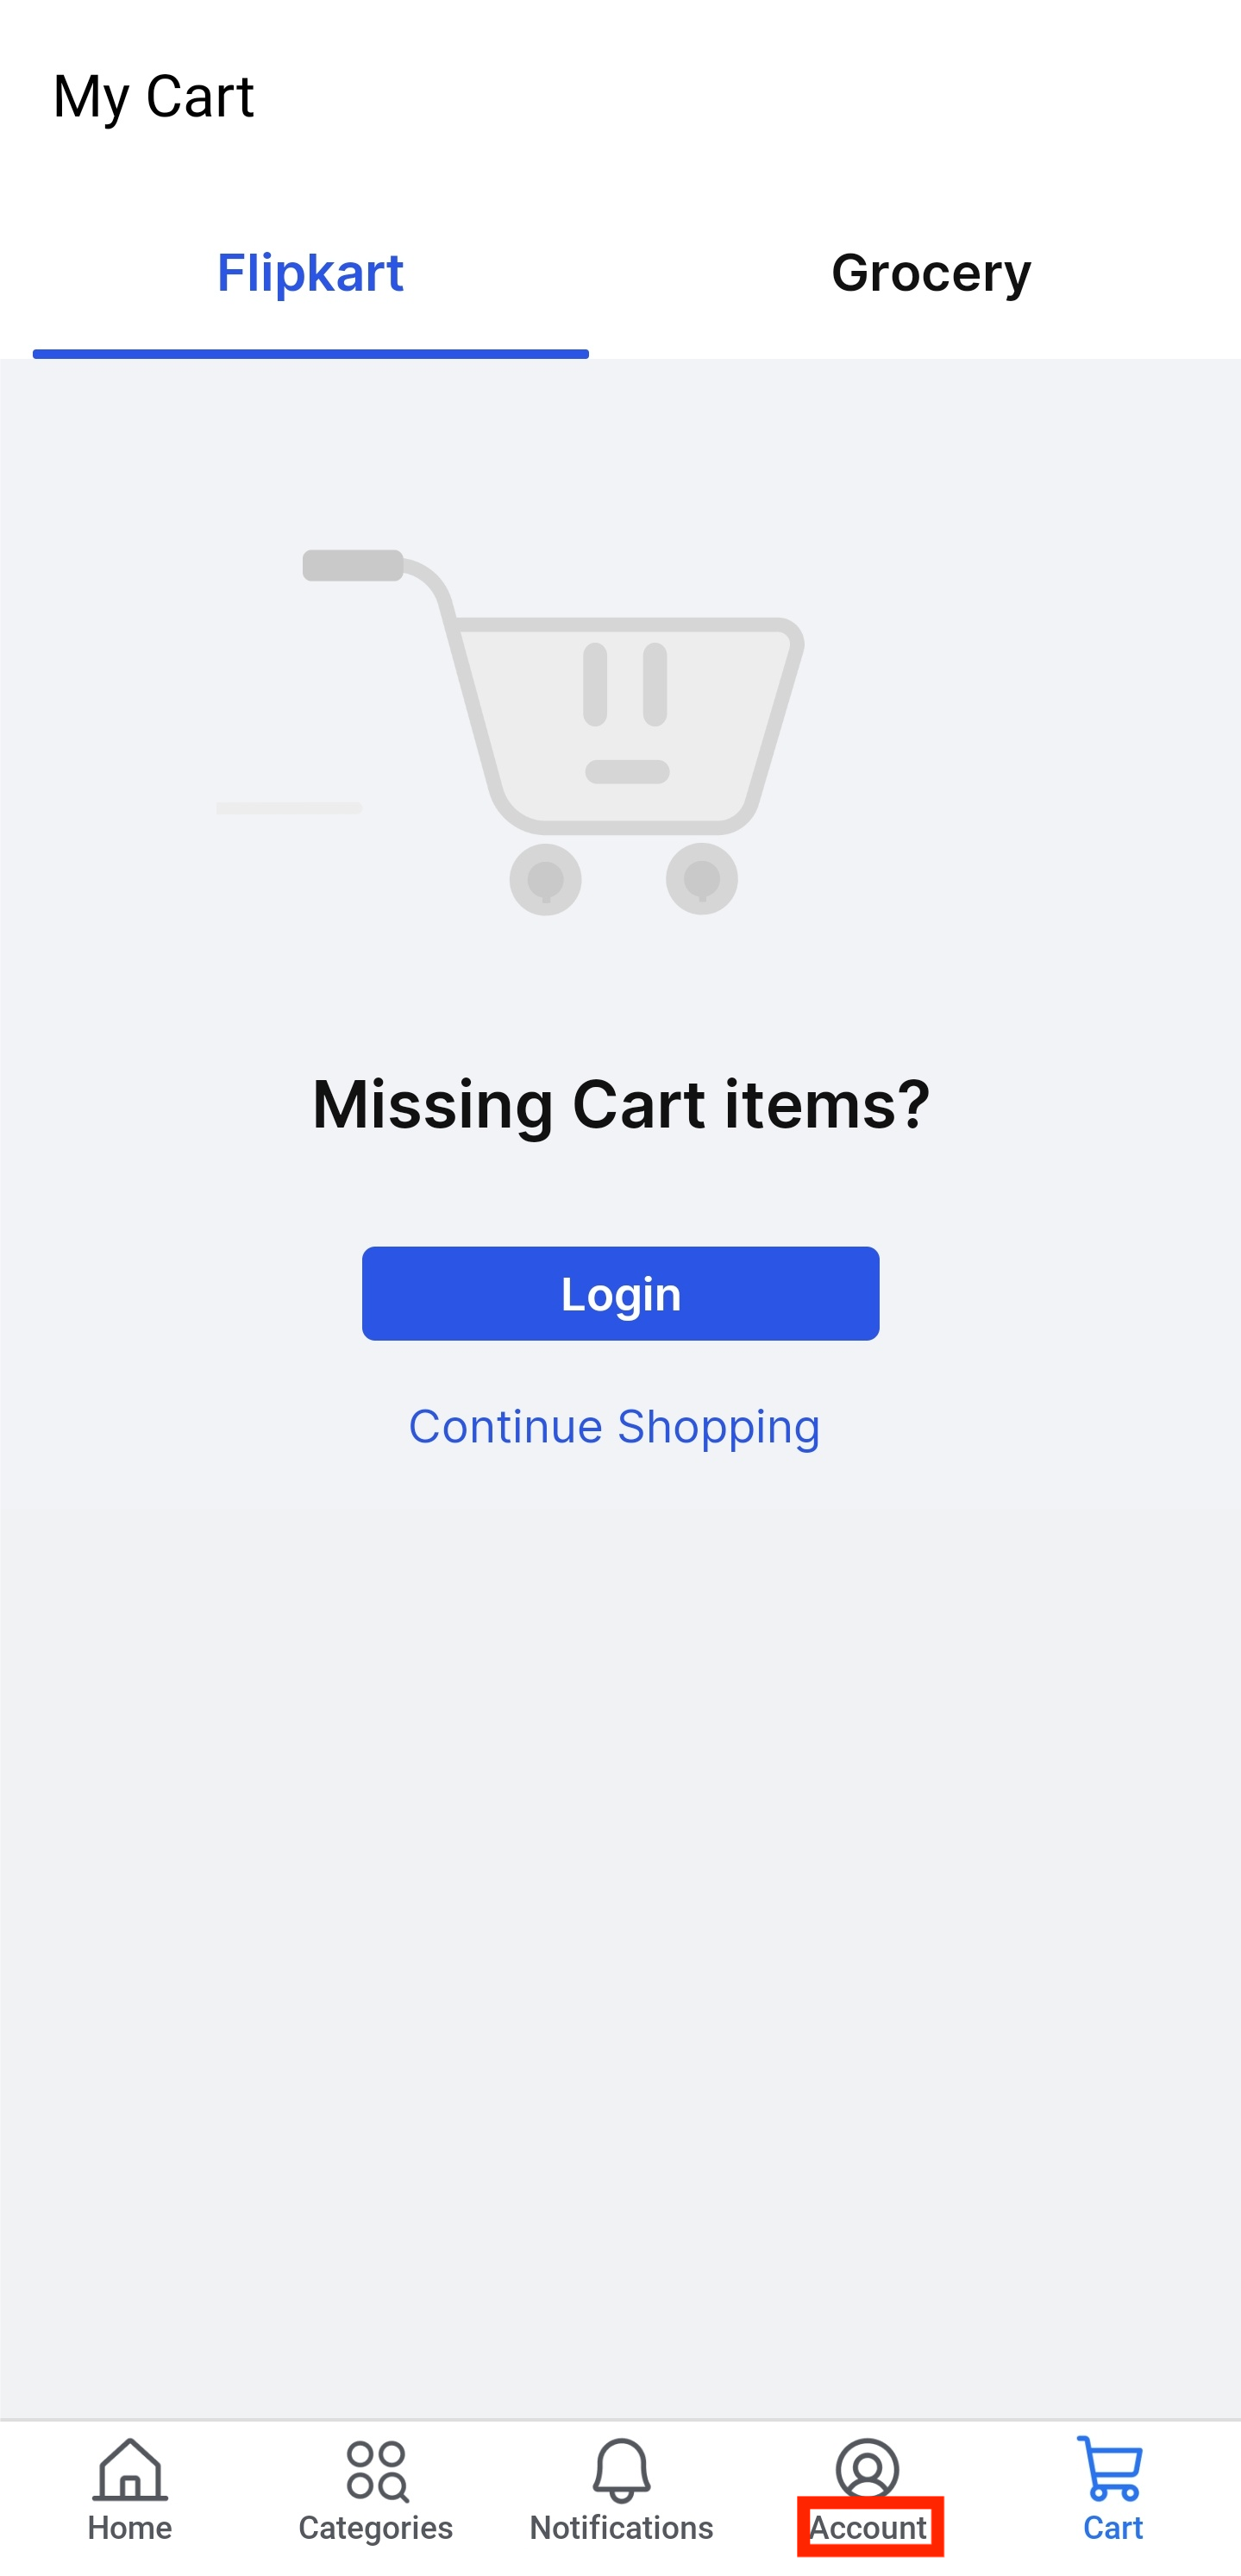 My Cart
Flipkart Grocery
Missing Cart items?
Login
Continue Shopping
Home Categories Notifications Account Cart